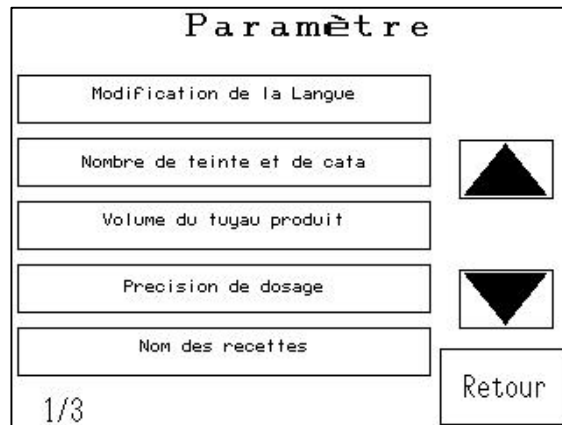 Paramètre
Modification de la Langue
Nombre de teinte et de cata
Volume du tuyau produit
Precision de dosage
Nom des recettes
Retour
1/3